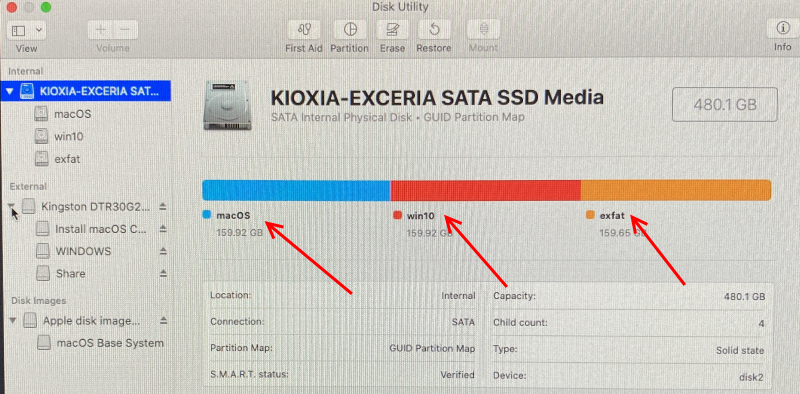 Disk Utility
View
Volume
First Aid
Partition
Erase
Restore
Mount
Info
Internal
KIOXIA-EXCERIA SAT...
macOS
win10
exfat
External
Kingston DTR30G2...
Install macOS C...
WINDOWS
Share
Disk Images
Apple disk image...
macOS Base System
KIOXIA-EXCERIA SATA SSD Media
SATA Internal Physical Disk • GUID Partition Map
480.1 GB
macOS
159.92 GB
win10
159.92 GB
exfat
159.65 GB
Location: Internal
Capacity: 480.1 GB
Connection: SATA
Child count: 4
Partition Map: GUID Partition Map
Type: Solid state
S.M.A.R.T. status: Verified
Device: disk2